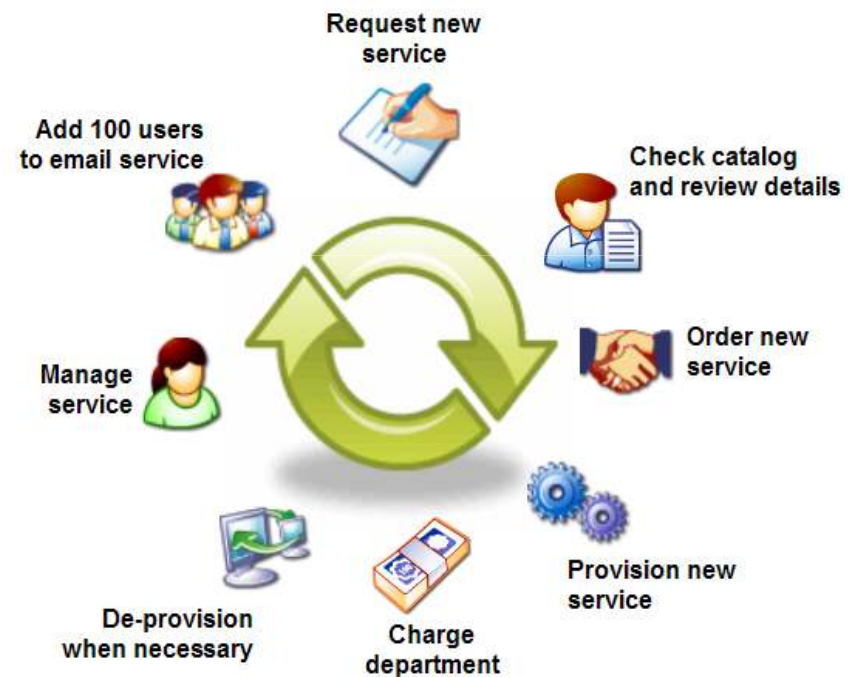 Request new
service
Check catalog
and review details
Order new
service
Provision new
service
Charge
department
De-provision
when necessary
Manage
service
Add 100 users
to email service